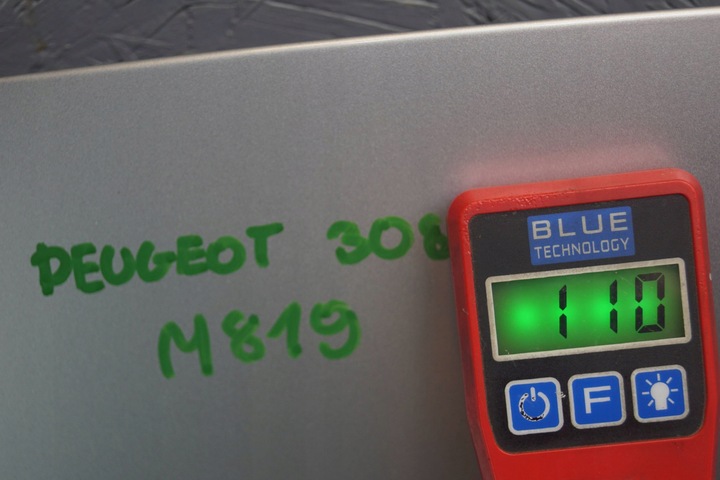 PEUGEOT 308
M819
BLUE
TECHNOLOGY
110
F